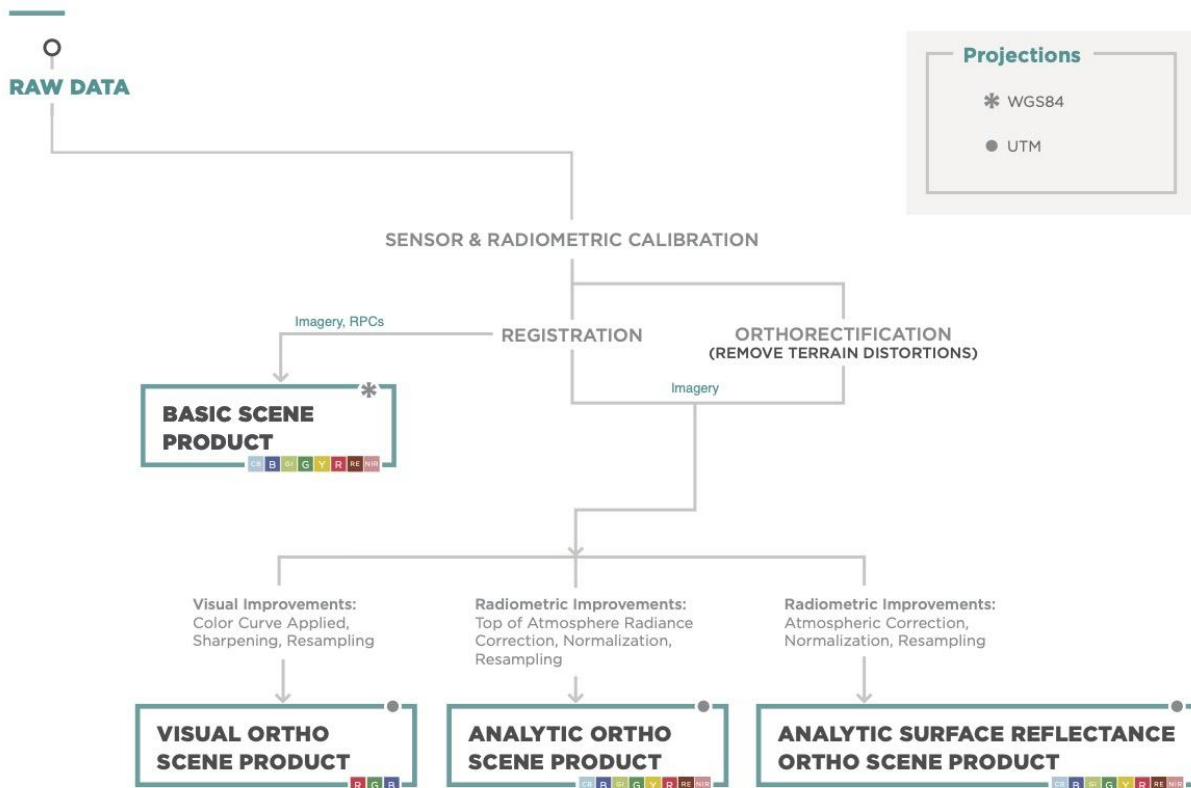 RAW DATA
Projections
WGS84
UTM
SENSOR & RADIOMETRIC CALIBRATION
Imagery, RPCs
REGISTRATION
ORTHORECTIFICATION
(REMOVE TERRAIN DISTORTIONS)
Imagery
BASIC SCENE
PRODUCT
CB B GI G Y R RE NIR
Visual Improvements:
Color Curve Applied,
Sharpening, Resampling
Radiometric Improvements:
Top of Atmosphere Radiance
Correction, Normalization,
Resampling
Radiometric Improvements:
Atmospheric Correction,
Normalization, Resampling
VISUAL ORTHO
SCENE PRODUCT
R G B
ANALYTIC ORTHO
SCENE PRODUCT
CB B GI G Y R RE NIR
ANALYTIC SURFACE REFLECTANCE
ORTHO SCENE PRODUCT
CB B GI G Y R RE NIR